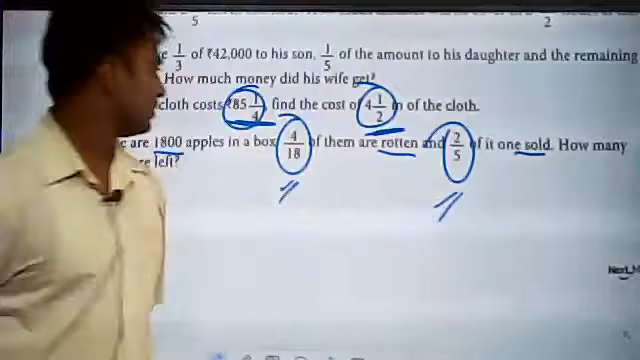 5 2
1/3 of ₹42,000 to his son, 1/5 of the amount to his daughter and the remaining
How much money did his wife get?
cloth costs ₹85 1/4 find the cost of 4 1/2 m of the cloth.
are 1800 apples in a box 4/18 of them are rotten and 2/5 of it one sold. How many
left?